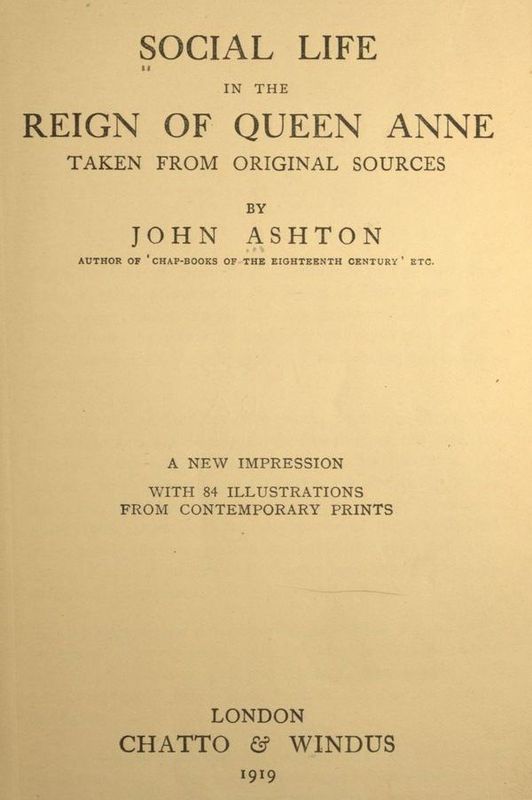 SOCIAL LIFE
IN THE
REIGN OF QUEEN ANNE
TAKEN FROM ORIGINAL SOURCES
BY
JOHN ASHTON
AUTHOR OF 'CHAP-BOOKS OF THE EIGHTEENTH CENTURY' ETC.
A NEW IMPRESSION
WITH 84 ILLUSTRATIONS
FROM CONTEMPORARY PRINTS
LONDON
CHATTO & WINDUS
1919